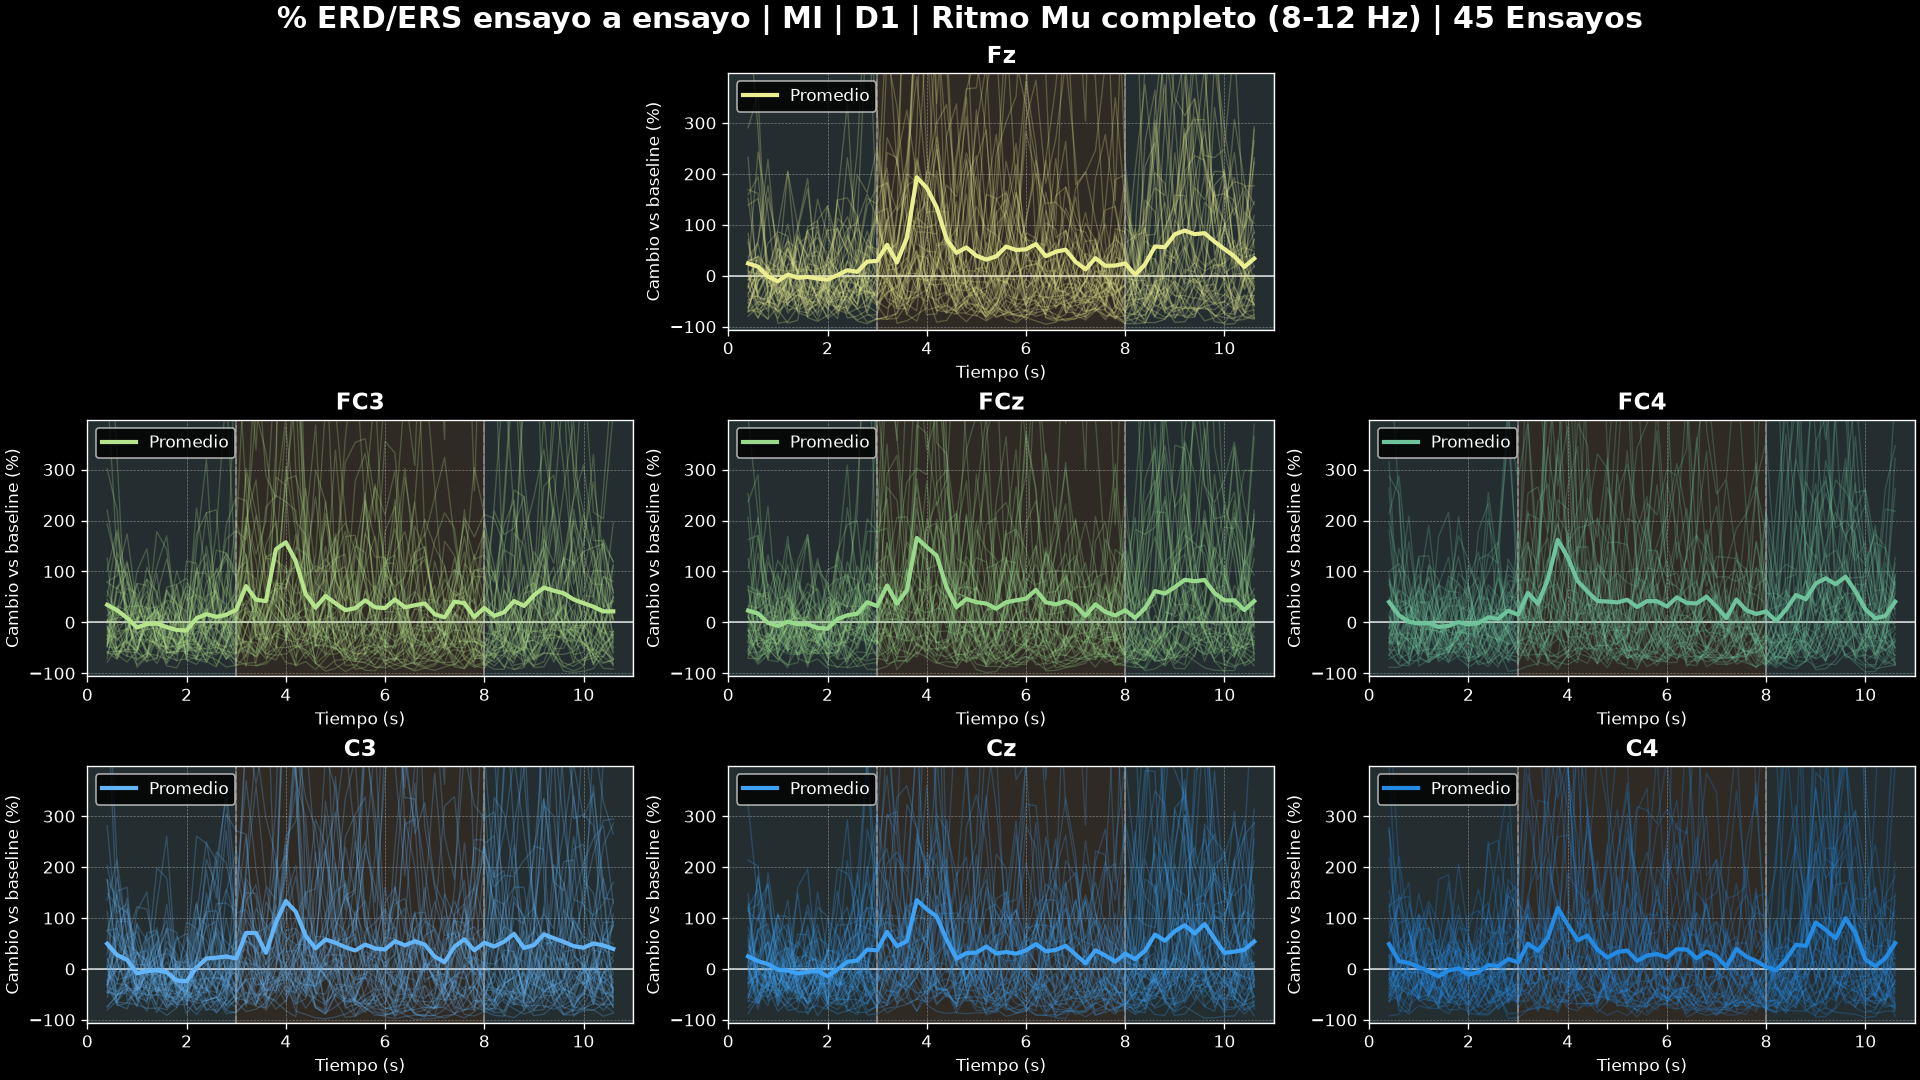 % ERD/ERS ensayo a ensayo | MI | D1 | Ritmo Mu completo (8-12 Hz) | 45 Ensayos
Fz
Promedio
Cambio vs baseline (%)
300
200
100
0
−100
0 2 4 6 8 10
Tiempo (s)
FC3
Promedio
Cambio vs baseline (%)
300
200
100
0
−100
0 2 4 6 8 10
Tiempo (s)
FCz
Promedio
Cambio vs baseline (%)
300
200
100
0
−100
0 2 4 6 8 10
Tiempo (s)
FC4
Promedio
Cambio vs baseline (%)
300
200
100
0
−100
0 2 4 6 8 10
Tiempo (s)
C3
Promedio
Cambio vs baseline (%)
300
200
100
0
−100
0 2 4 6 8 10
Tiempo (s)
Cz
Promedio
Cambio vs baseline (%)
300
200
100
0
−100
0 2 4 6 8 10
Tiempo (s)
C4
Promedio
Cambio vs baseline (%)
300
200
100
0
−100
0 2 4 6 8 10
Tiempo (s)